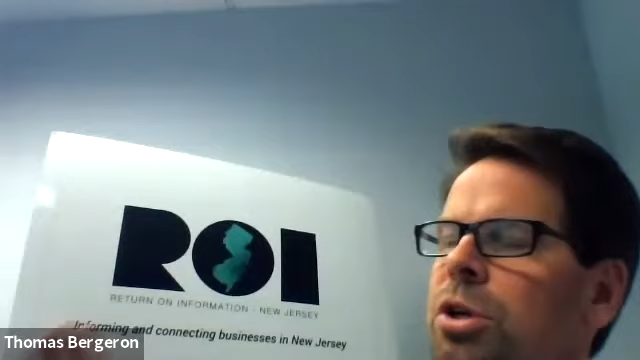 ROI
RETURN ON INFORMATION · NEW JERSEY
Informing and connecting businesses in New Jersey
Thomas Bergeron